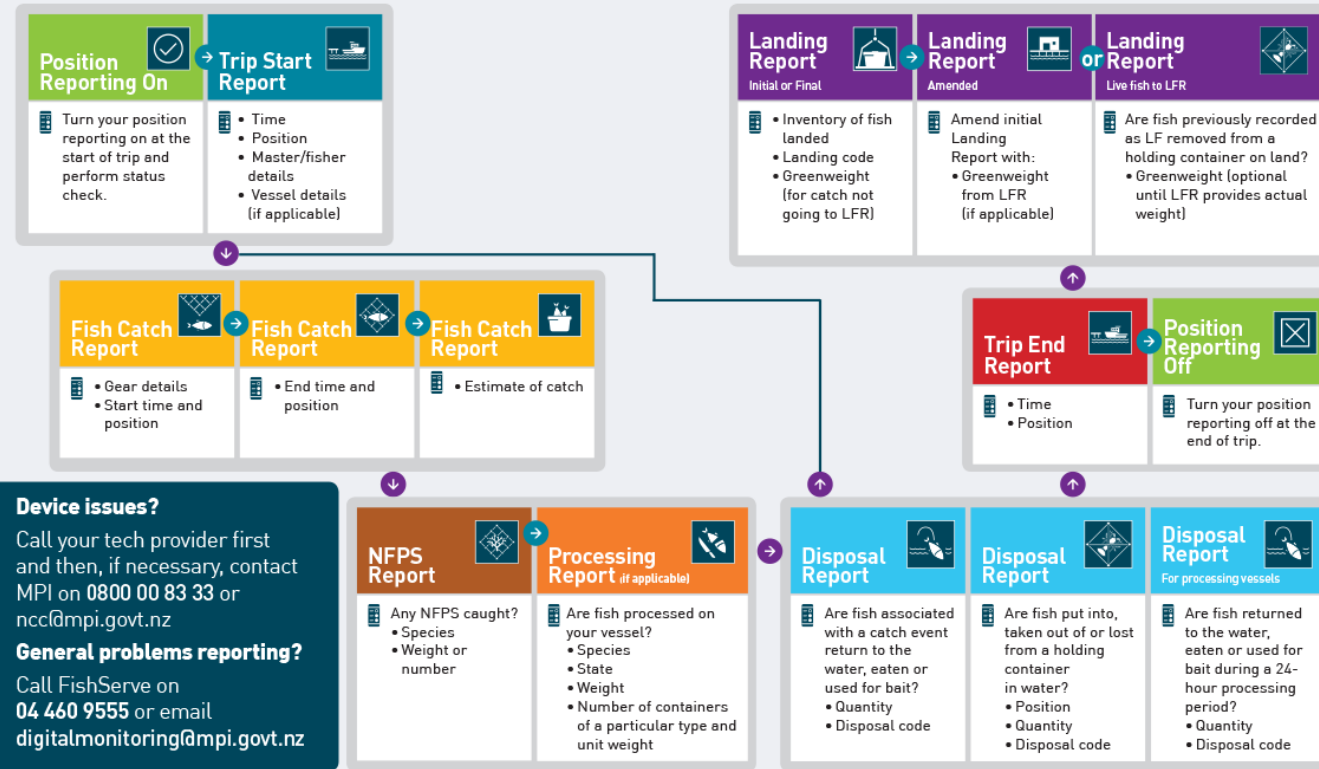 Position
Reporting On
Turn your position
reporting on at the
start of trip and
perform status
check.
Trip Start
Report
• Time
• Position
• Master/fisher
details
• Vessel details
(if applicable)
Landing
Report
Initial or Final
• Inventory of fish
landed
• Landing code
• Greenweight
(for catch not
going to LFR)
Landing
Report
Amended
Amend initial
Landing
Report with:
• Greenweight
from LFR
(if applicable)
or
Landing
Report
Live fish to LFR
Are fish previously recorded
as LF removed from a
holding container on land?
• Greenweight (optional
until LFR provides actual
weight)
Fish Catch
Report
• Gear details
• Start time and
position
Fish Catch
Report
• End time and
position
Fish Catch
Report
• Estimate of catch
Trip End
Report
• Time
• Position
Position
Reporting
Off
Turn your position
reporting off at the
end of trip.
Device issues?
Call your tech provider first
and then, if necessary, contact
MPI on 0800 00 83 33 or
ncc@mpi.govt.nz
General problems reporting?
Call FishServe on
04 460 9555 or email
digitalmonitoring@mpi.govt.nz
NFPS
Report
Any NFPS caught?
• Species
• Weight or
number
Processing
Report (if applicable)
Are fish processed on
your vessel?
• Species
• State
• Weight
• Number of containers
of a particular type and
unit weight
Disposal
Report
Are fish associated
with a catch event
return to the
water, eaten or
used for bait?
• Quantity
• Disposal code
Disposal
Report
Are fish put into,
taken out of or lost
from a holding
container
in water?
• Position
• Quantity
• Disposal code
Disposal
Report
For processing vessels
Are fish returned
to the water,
eaten or used for
bait during a 24-
hour processing
period?
• Quantity
• Disposal code